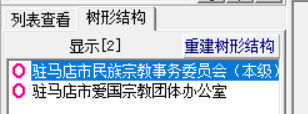 列表查看 树形结构
显示[2] 重建树形结构
驻马店市民族宗教事务委员会（本级）
驻马店市爱国宗教团体办公室